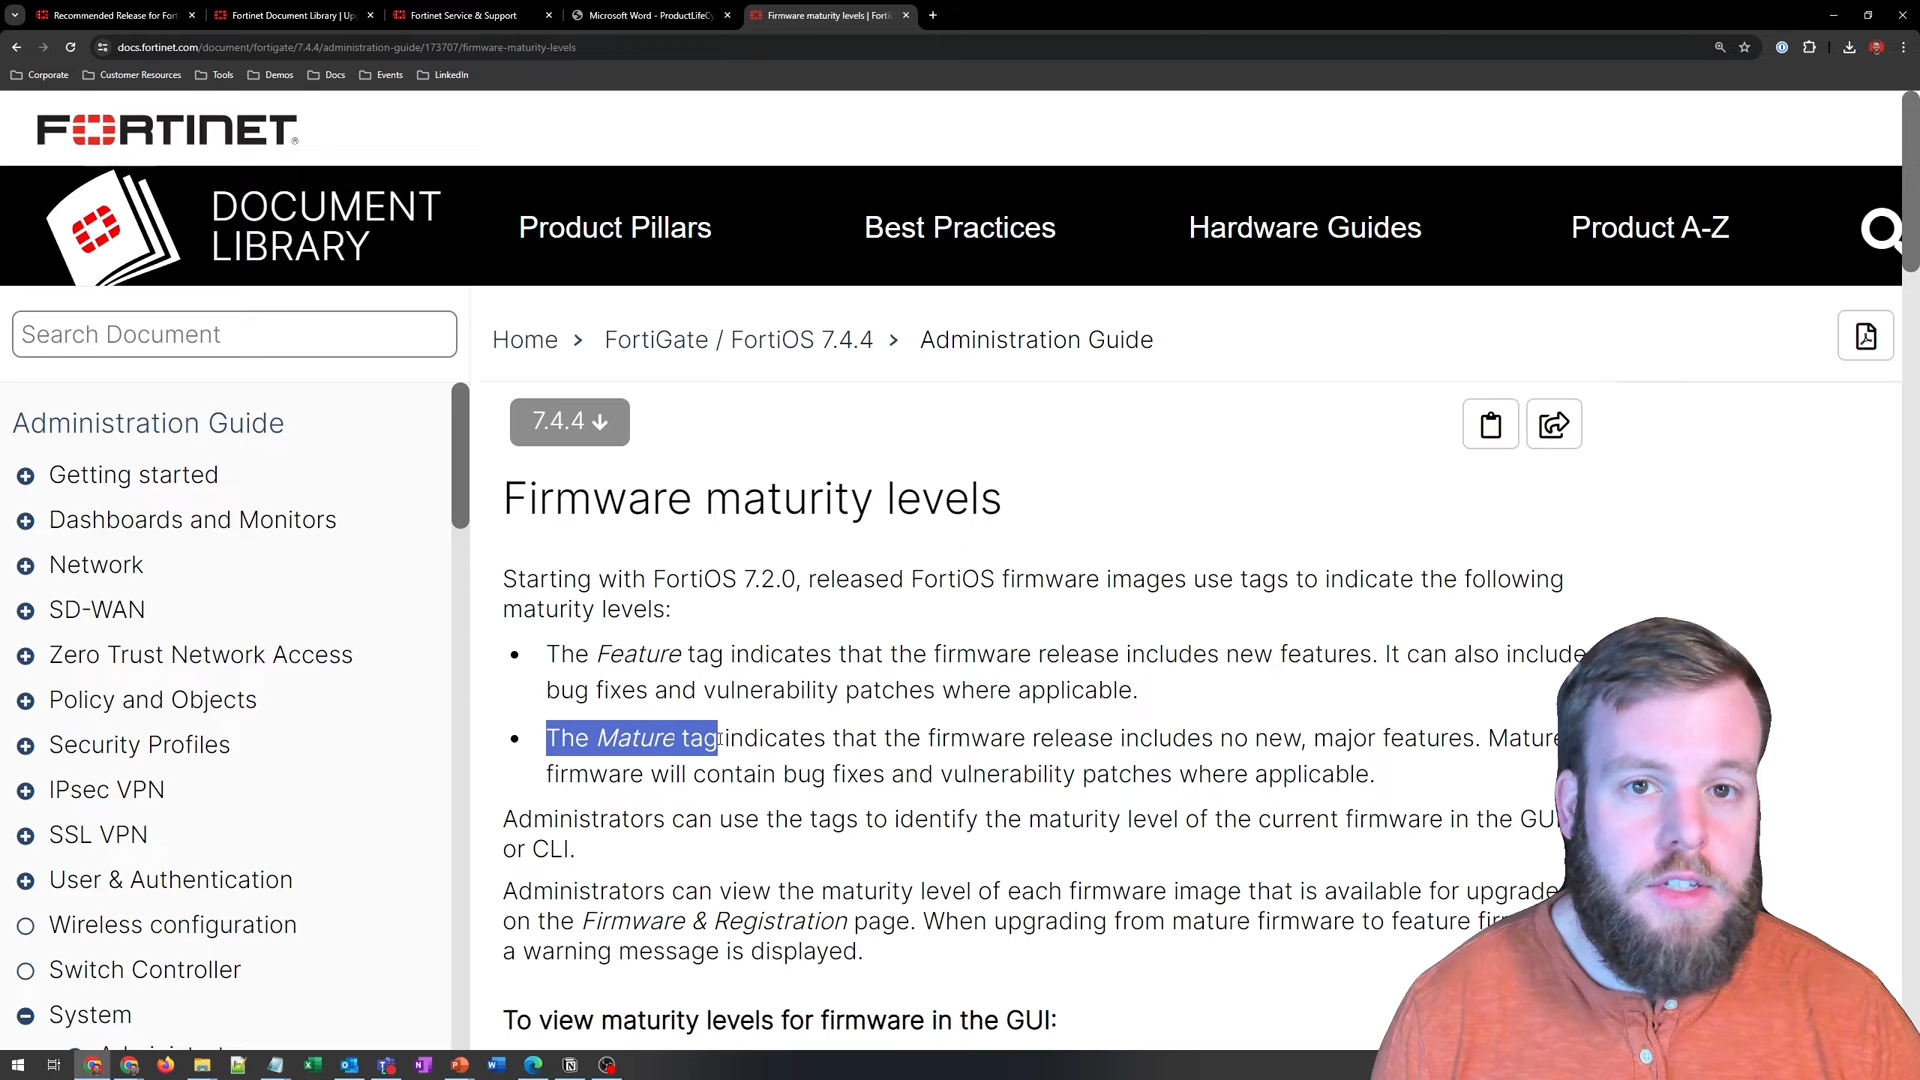 Recommended Release for Fort
Fortinet Document Library | Up
Fortinet Service & Support
Microsoft Word - ProductLifeCy
Firmware maturity levels | Forti
docs.fortinet.com/document/fortigate/7.4.4/administration-guide/173707/firmware-maturity-levels
Corporate
Customer Resources
Tools
Demos
Docs
Events
LinkedIn
FORTINET
DOCUMENT
LIBRARY
Product Pillars
Best Practices
Hardware Guides
Product A-Z
Search Document
Home > FortiGate / FortiOS 7.4.4 > Administration Guide
Administration Guide
Getting started
Dashboards and Monitors
Network
SD-WAN
Zero Trust Network Access
Policy and Objects
Security Profiles
IPsec VPN
SSL VPN
User & Authentication
Wireless configuration
Switch Controller
System
7.4.4
Firmware maturity levels
Starting with FortiOS 7.2.0, released FortiOS firmware images use tags to indicate the following
maturity levels:
• The Feature tag indicates that the firmware release includes new features. It can also include
bug fixes and vulnerability patches where applicable.
• The Mature tag indicates that the firmware release includes no new, major features. Mature
firmware will contain bug fixes and vulnerability patches where applicable.
Administrators can use the tags to identify the maturity level of the current firmware in the GUI
or CLI.
Administrators can view the maturity level of each firmware image that is available for upgrade
on the Firmware & Registration page. When upgrading from mature firmware to feature fir
a warning message is displayed.
To view maturity levels for firmware in the GUI: